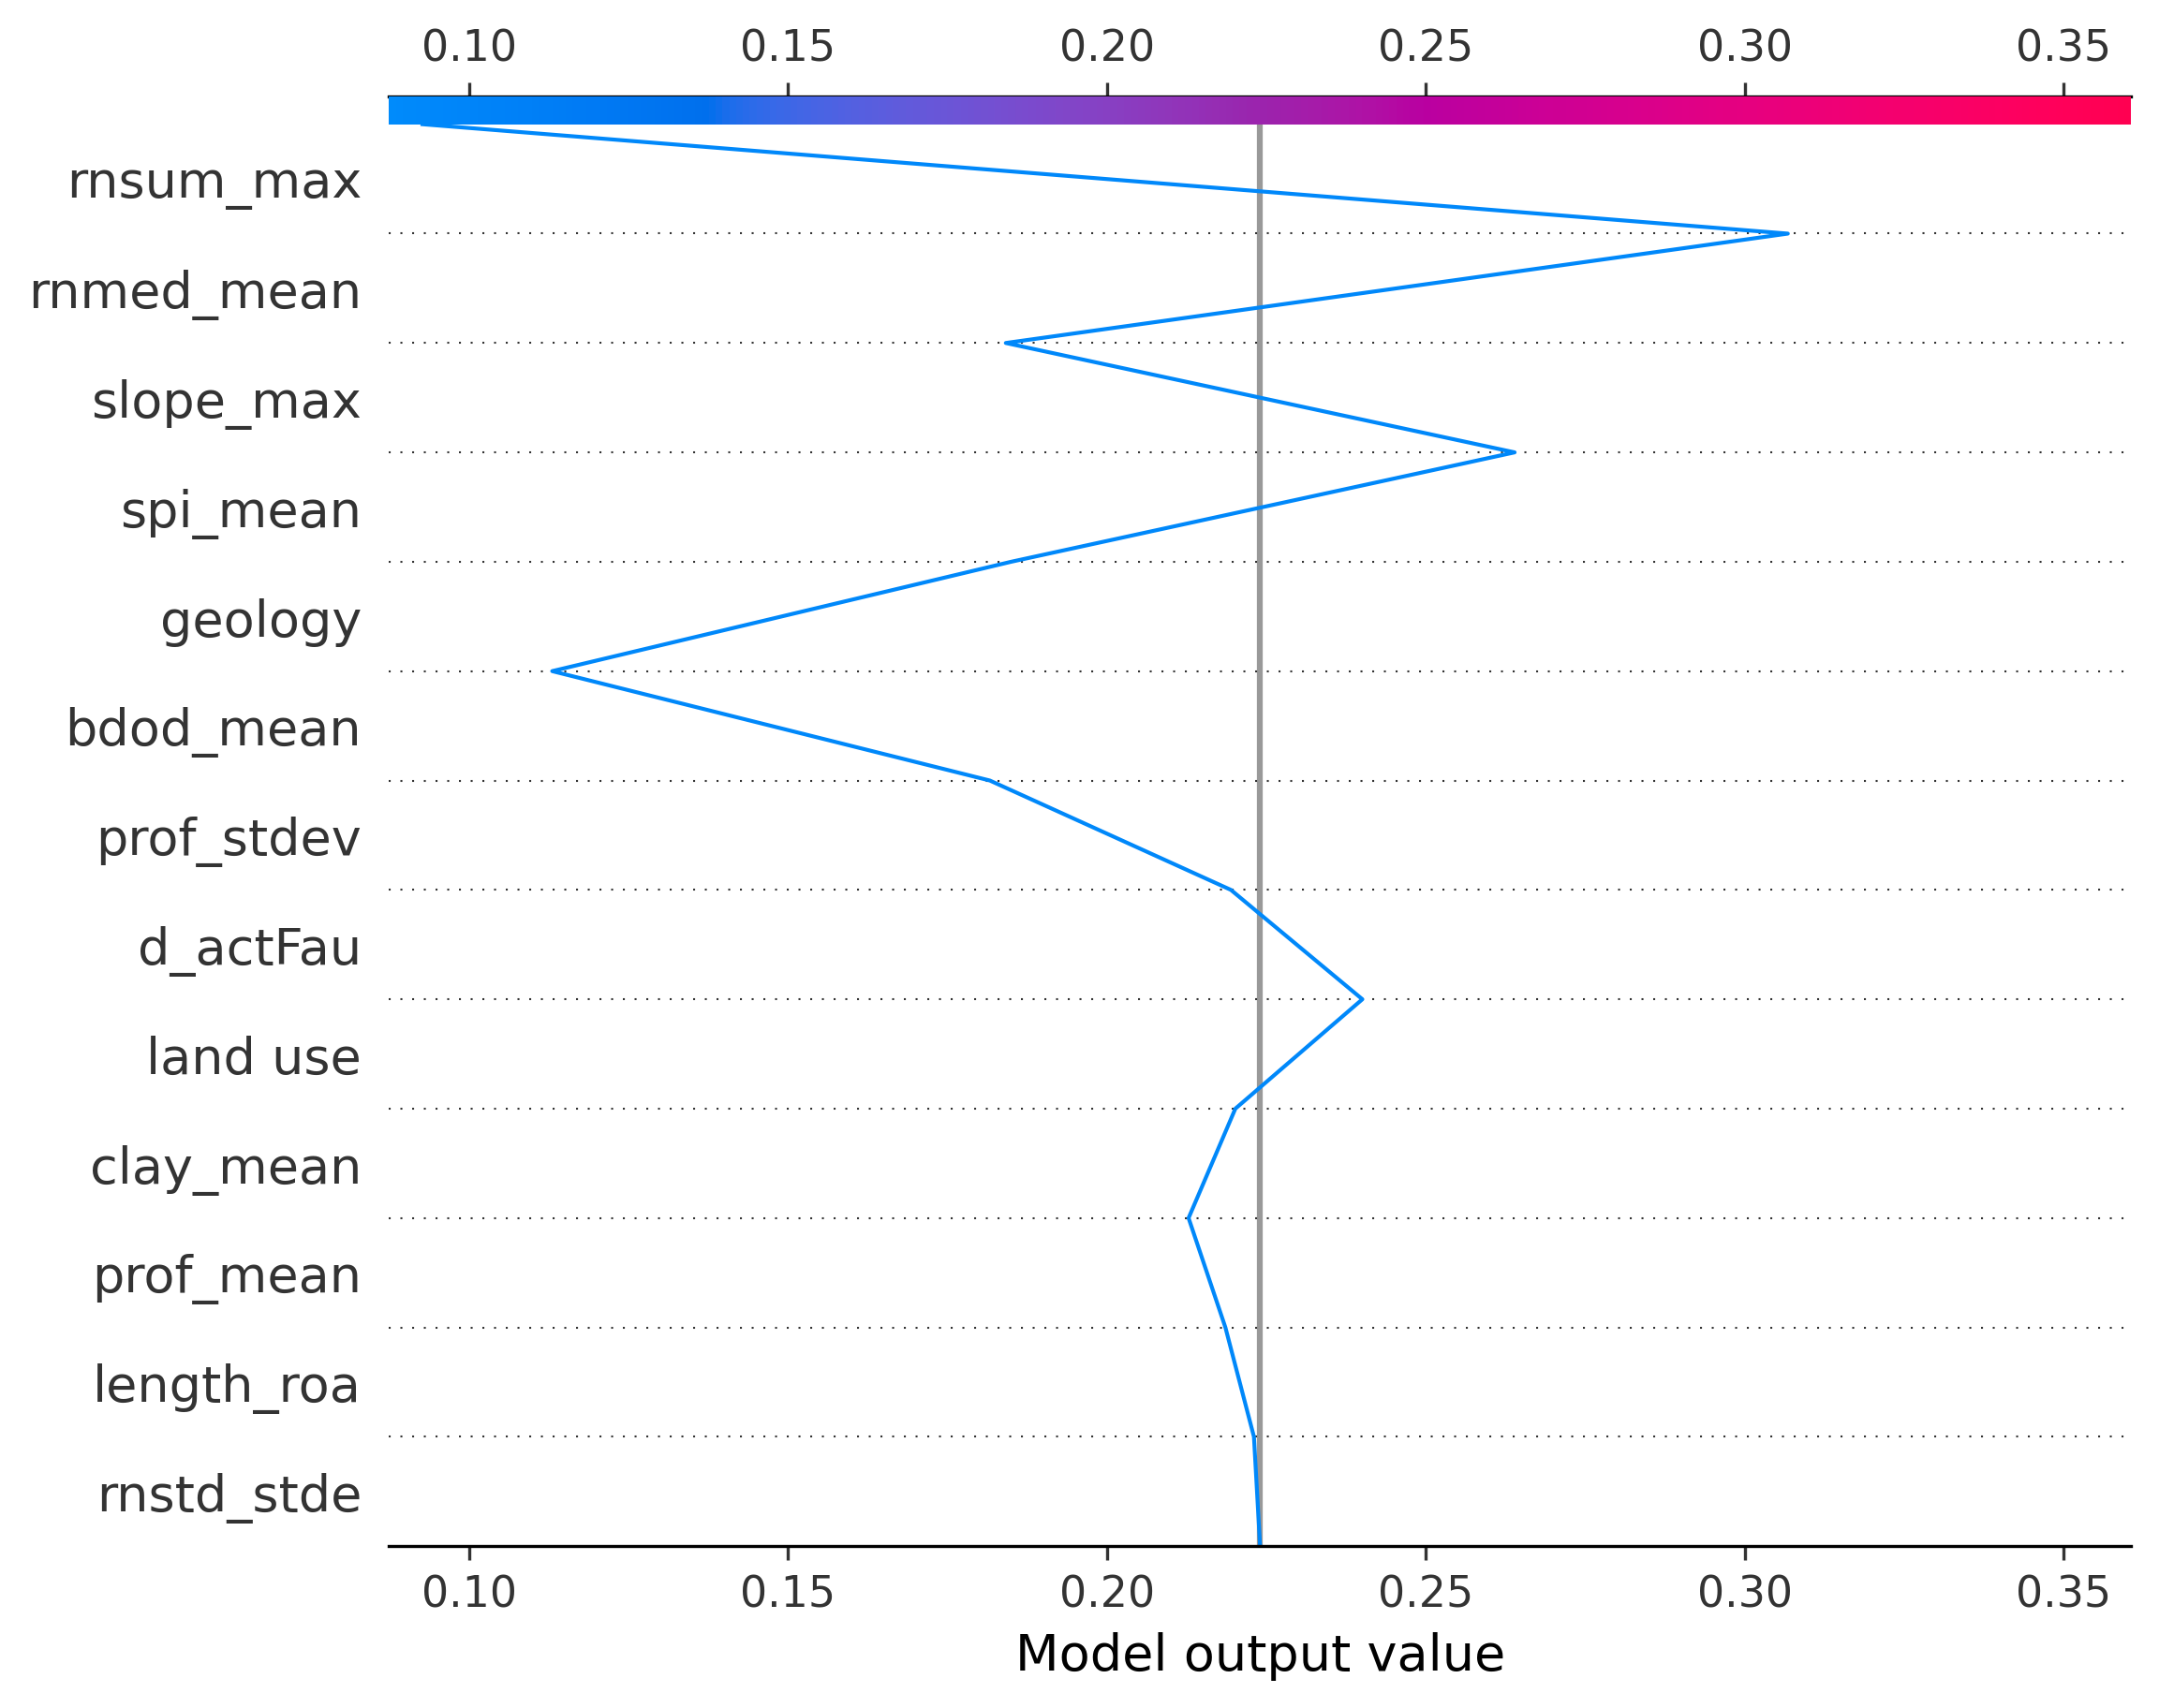 0.10 0.15 0.20 0.25 0.30 0.35
rnsum_max
rnmed_mean
slope_max
spi_mean
geology
bdod_mean
prof_stdev
d_actFau
land use
clay_mean
prof_mean
length_roa
rnstd_stde
0.10 0.15 0.20 0.25 0.30 0.35
Model output value